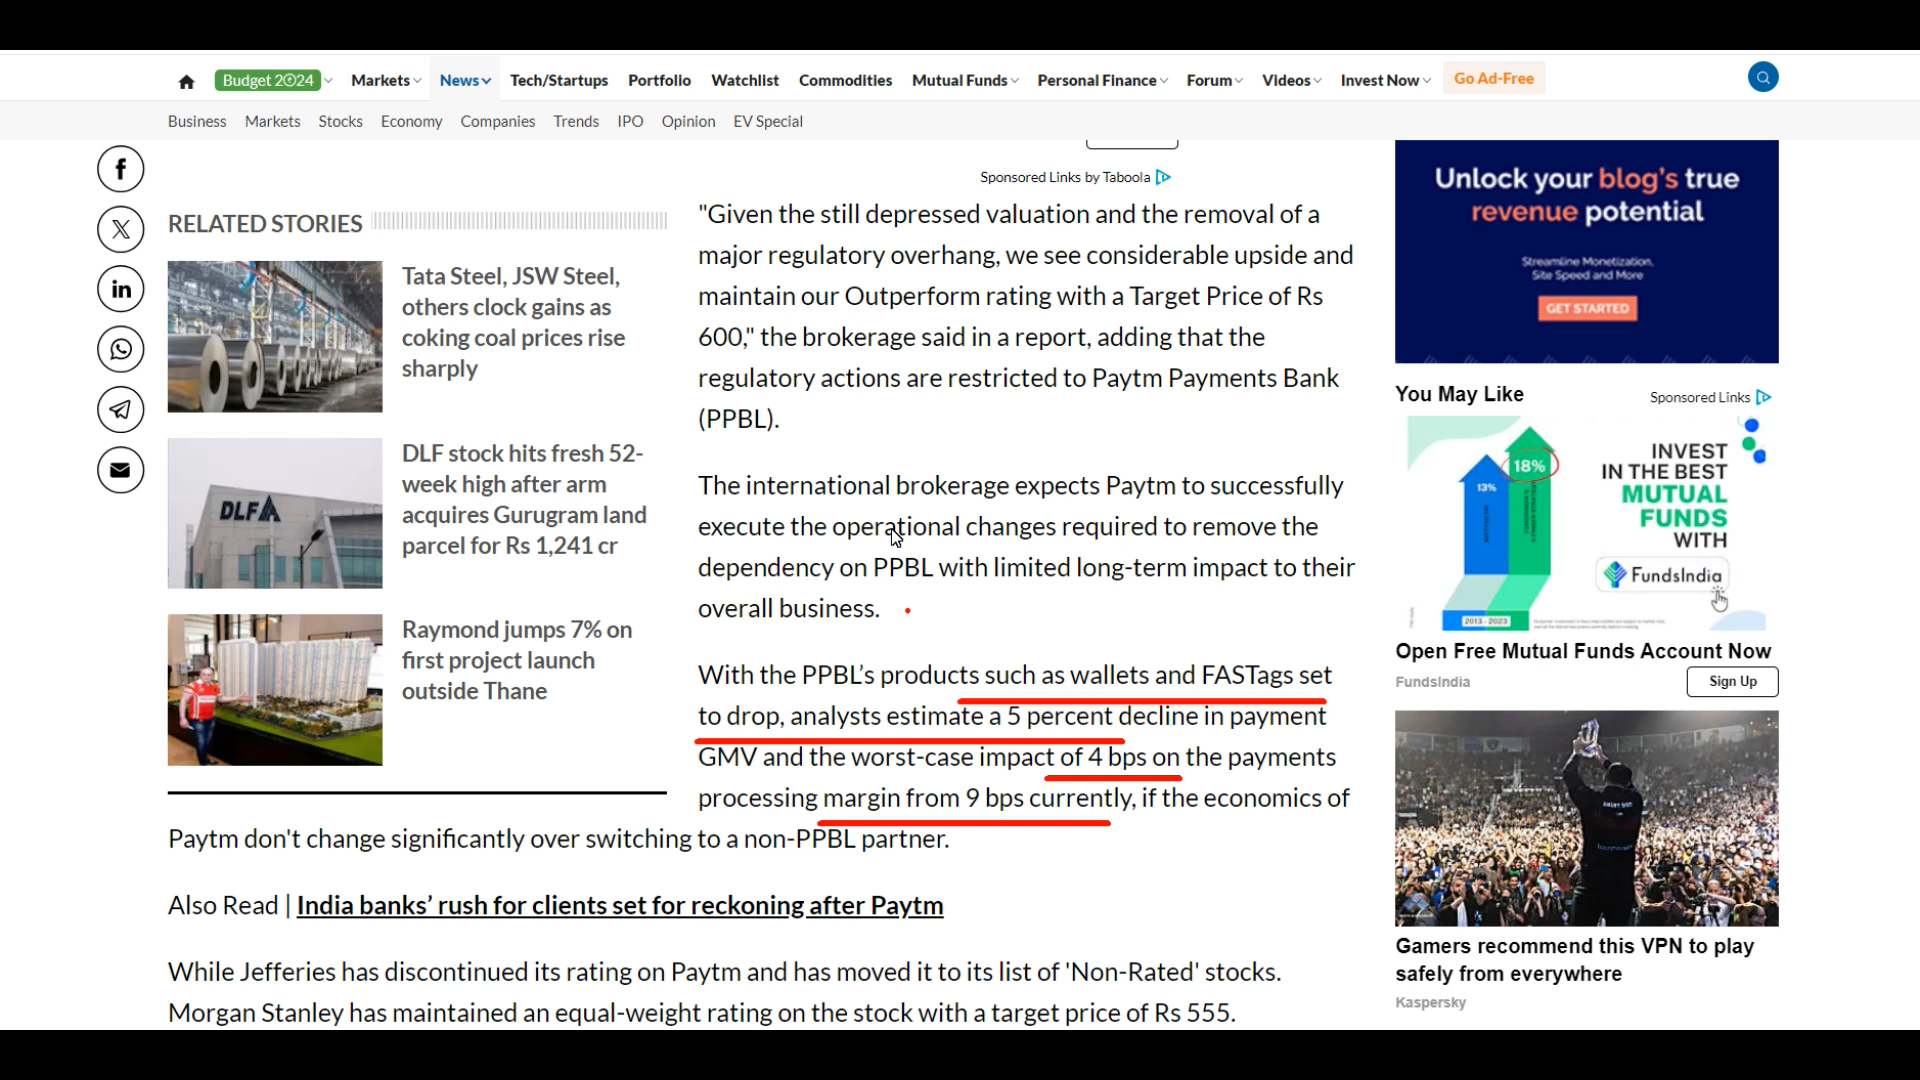 Budget 2024
Markets
News
Tech/Startups
Portfolio
Watchlist
Commodities
Mutual Funds
Personal Finance
Forum
Videos
Invest Now
Go Ad-Free
Business
Markets
Stocks
Economy
Companies
Trends
IPO
Opinion
EV Special
RELATED STORIES
Tata Steel, JSW Steel,
others clock gains as
coking coal prices rise
sharply
DLF
DLF stock hits fresh 52-
week high after arm
acquires Gurugram land
parcel for Rs 1,241 cr
Raymond jumps 7% on
first project launch
outside Thane
Sponsored Links by Taboola
"Given the still depressed valuation and the removal of a
major regulatory overhang, we see considerable upside and
maintain our Outperform rating with a Target Price of Rs
600," the brokerage said in a report, adding that the
regulatory actions are restricted to Paytm Payments Bank
(PPBL).
The international brokerage expects Paytm to successfully
execute the operational changes required to remove the
dependency on PPBL with limited long-term impact to their
overall business.
With the PPBL’s products such as wallets and FASTags set
to drop, analysts estimate a 5 percent decline in payment
GMV and the worst-case impact of 4 bps on the payments
processing margin from 9 bps currently, if the economics of
Paytm don't change significantly over switching to a non-PPBL partner.
Also Read | India banks’ rush for clients set for reckoning after Paytm
While Jefferies has discontinued its rating on Paytm and has moved it to its list of 'Non-Rated' stocks.
Morgan Stanley has maintained an equal-weight rating on the stock with a target price of Rs 555.
Unlock your blog's true
revenue potential
Streamline Monetization,
Site Speed and More
GET STARTED
You May Like
Sponsored Links
13%
18%
2013 - 2023
INVEST
IN THE BEST
MUTUAL
FUNDS
WITH
FundsIndia
Open Free Mutual Funds Account Now
FundsIndia
Sign Up
Gamers recommend this VPN to play
safely from everywhere
Kaspersky